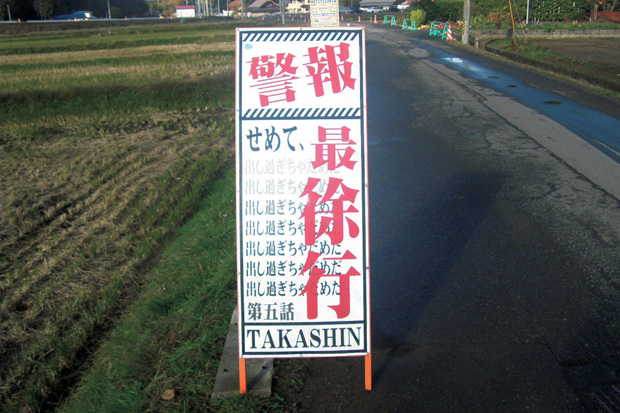 警報
せめて、
最徐行
出し過ぎちゃだめだ
出し過ぎちゃだめだ
出し過ぎちゃだめだ
出し過ぎちゃだめだ
出し過ぎちゃだめだ
出し過ぎちゃだめだ
出し過ぎちゃだめだ
第五話
TAKASHIN